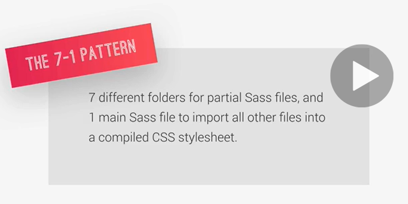 THE 7-1 PATTERN
7 different folders for partial Sass files, and
1 main Sass file to import all other files into
a compiled CSS stylesheet.